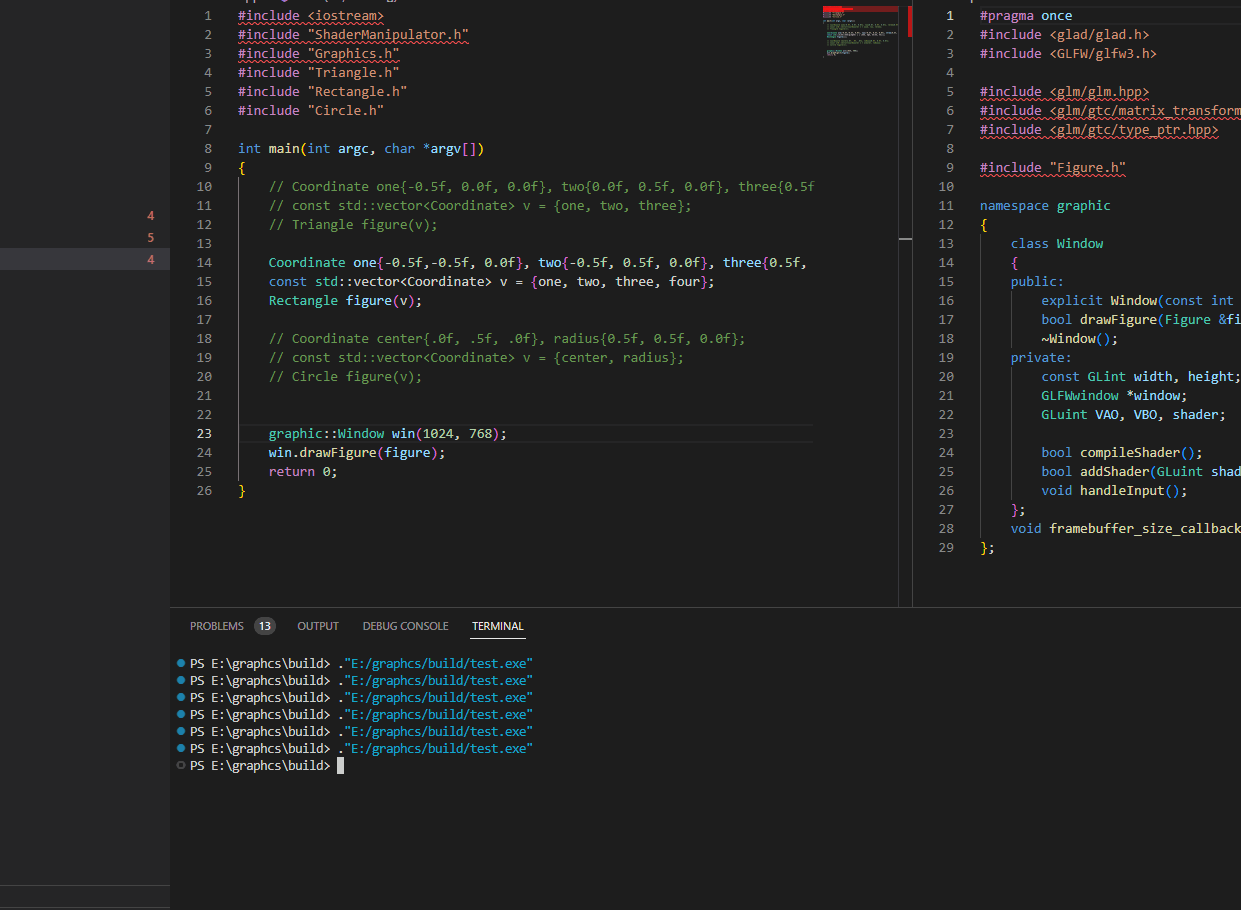 4
5
4
1 #include <iostream>
2 #include "ShaderManipulator.h"
3 #include "Graphics.h"
4 #include "Triangle.h"
5 #include "Rectangle.h"
6 #include "Circle.h"
7
8 int main(int argc, char *argv[])
9 {
10 // Coordinate one{-0.5f, 0.0f, 0.0f}, two{0.0f, 0.5f, 0.0f}, three{0.5f
11 // const std::vector<Coordinate> v = {one, two, three};
12 // Triangle figure(v);
13
14 Coordinate one{-0.5f,-0.5f, 0.0f}, two{-0.5f, 0.5f, 0.0f}, three{0.5f,
15 const std::vector<Coordinate> v = {one, two, three, four};
16 Rectangle figure(v);
17
18 // Coordinate center{.0f, .5f, .0f}, radius{0.5f, 0.5f, 0.0f};
19 // const std::vector<Coordinate> v = {center, radius};
20 // Circle figure(v);
21
22
23 graphic::Window win(1024, 768);
24 win.drawFigure(figure);
25 return 0;
26 }
1 #pragma once
2 #include <glad/glad.h>
3 #include <GLFW/glfw3.h>
4
5 #include <glm/glm.hpp>
6 #include <glm/gtc/matrix_transform
7 #include <glm/gtc/type_ptr.hpp>
8
9 #include "Figure.h"
10
11 namespace graphic
12 {
13 class Window
14 {
15 public:
16 explicit Window(const int
17 bool drawFigure(Figure &fi
18 ~Window();
19 private:
20 const GLint width, height;
21 GLFWwindow *window;
22 GLuint VAO, VBO, shader;
23
24 bool compileShader();
25 bool addShader(GLuint shad
26 void handleInput();
27 };
28 void framebuffer_size_callback
29 };
PROBLEMS 13 OUTPUT DEBUG CONSOLE TERMINAL
PS E:\graphcs\build> ."E:/graphcs/build/test.exe"
PS E:\graphcs\build> ."E:/graphcs/build/test.exe"
PS E:\graphcs\build> ."E:/graphcs/build/test.exe"
PS E:\graphcs\build> ."E:/graphcs/build/test.exe"
PS E:\graphcs\build> ."E:/graphcs/build/test.exe"
PS E:\graphcs\build> ."E:/graphcs/build/test.exe"
PS E:\graphcs\build>